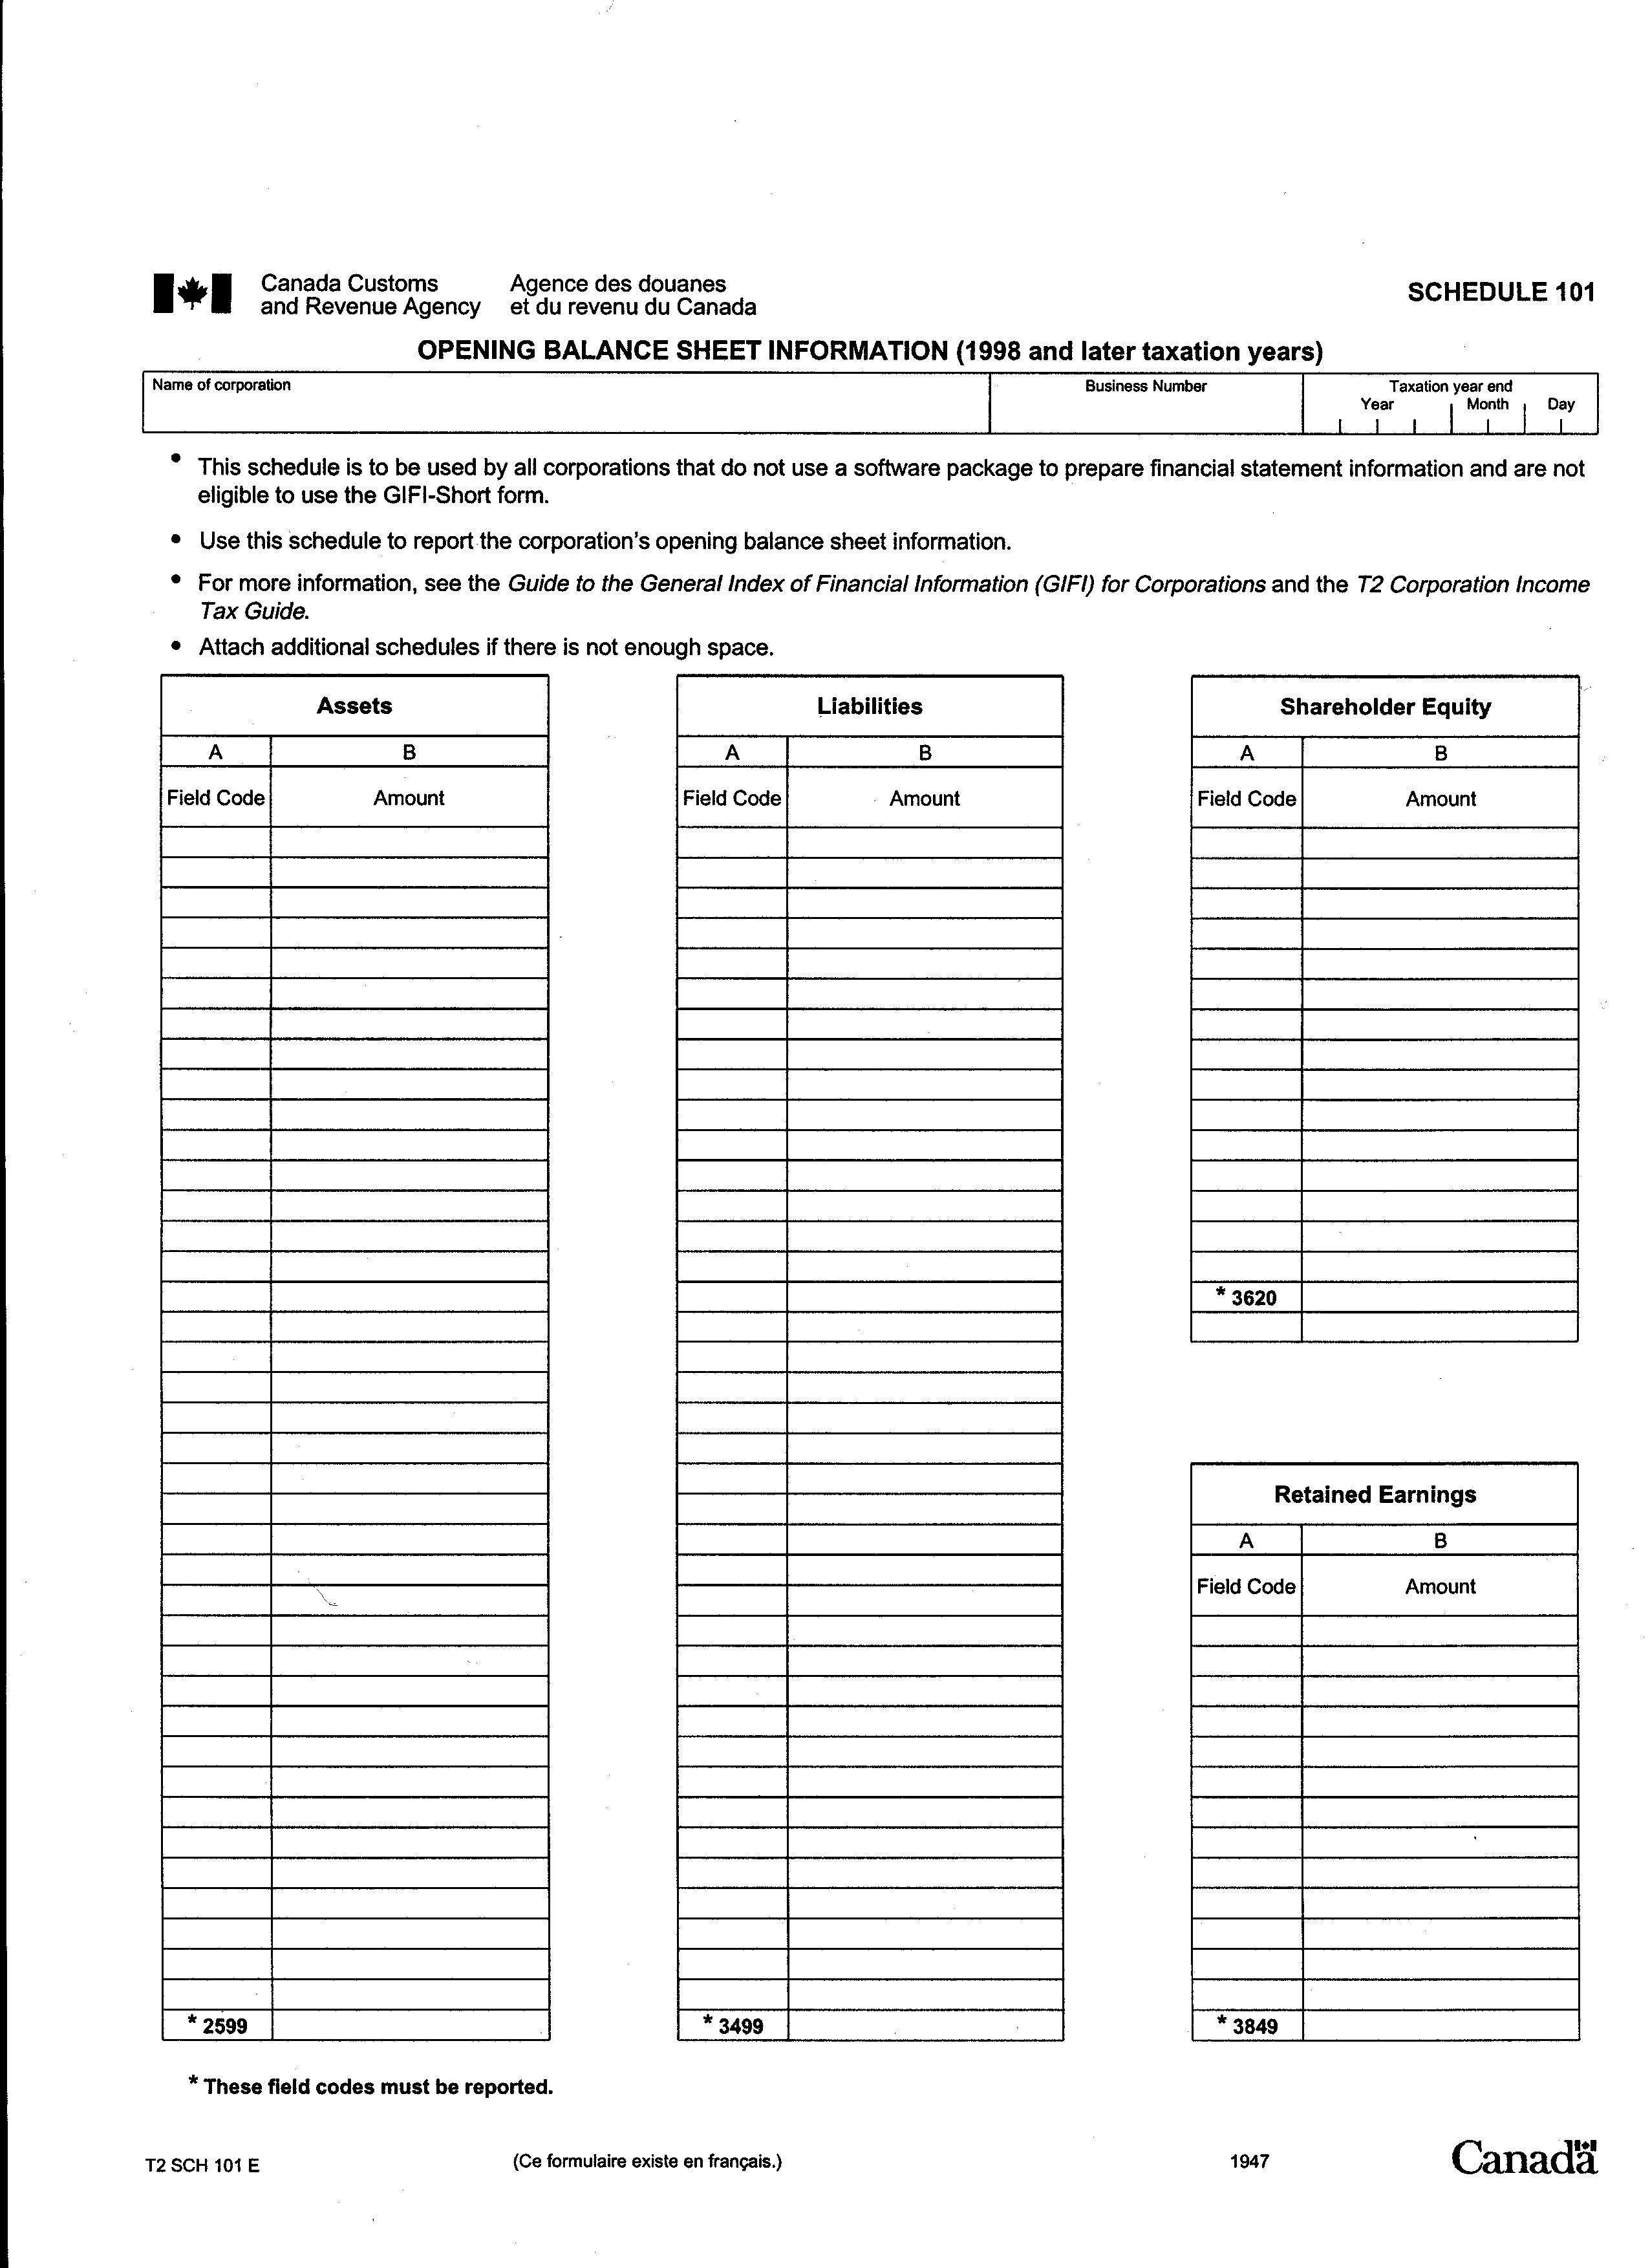 Canada Customs
and Revenue Agency
Agence des douanes
et du revenu du Canada
SCHEDULE 101
OPENING BALANCE SHEET INFORMATION (1998 and later taxation years)
Name of corporation
Business Number
Taxation year end
Year Month Day
• This schedule is to be used by all corporations that do not use a software package to prepare financial statement information and are not
eligible to use the GIFI-Short form.
• Use this schedule to report the corporation's opening balance sheet information.
• For more information, see the Guide to the General Index of Financial Information (GIFI) for Corporations and the T2 Corporation Income
Tax Guide.
• Attach additional schedules if there is not enough space.
Assets
A B
Field Code Amount
* 2599
Liabilities
A B
Field Code Amount
* 3499
Shareholder Equity
A B
Field Code Amount
* 3620
Retained Earnings
A B
Field Code Amount
* 3849
* These field codes must be reported.
T2 SCH 101 E
(Ce formulaire existe en français.)
1947
Canada